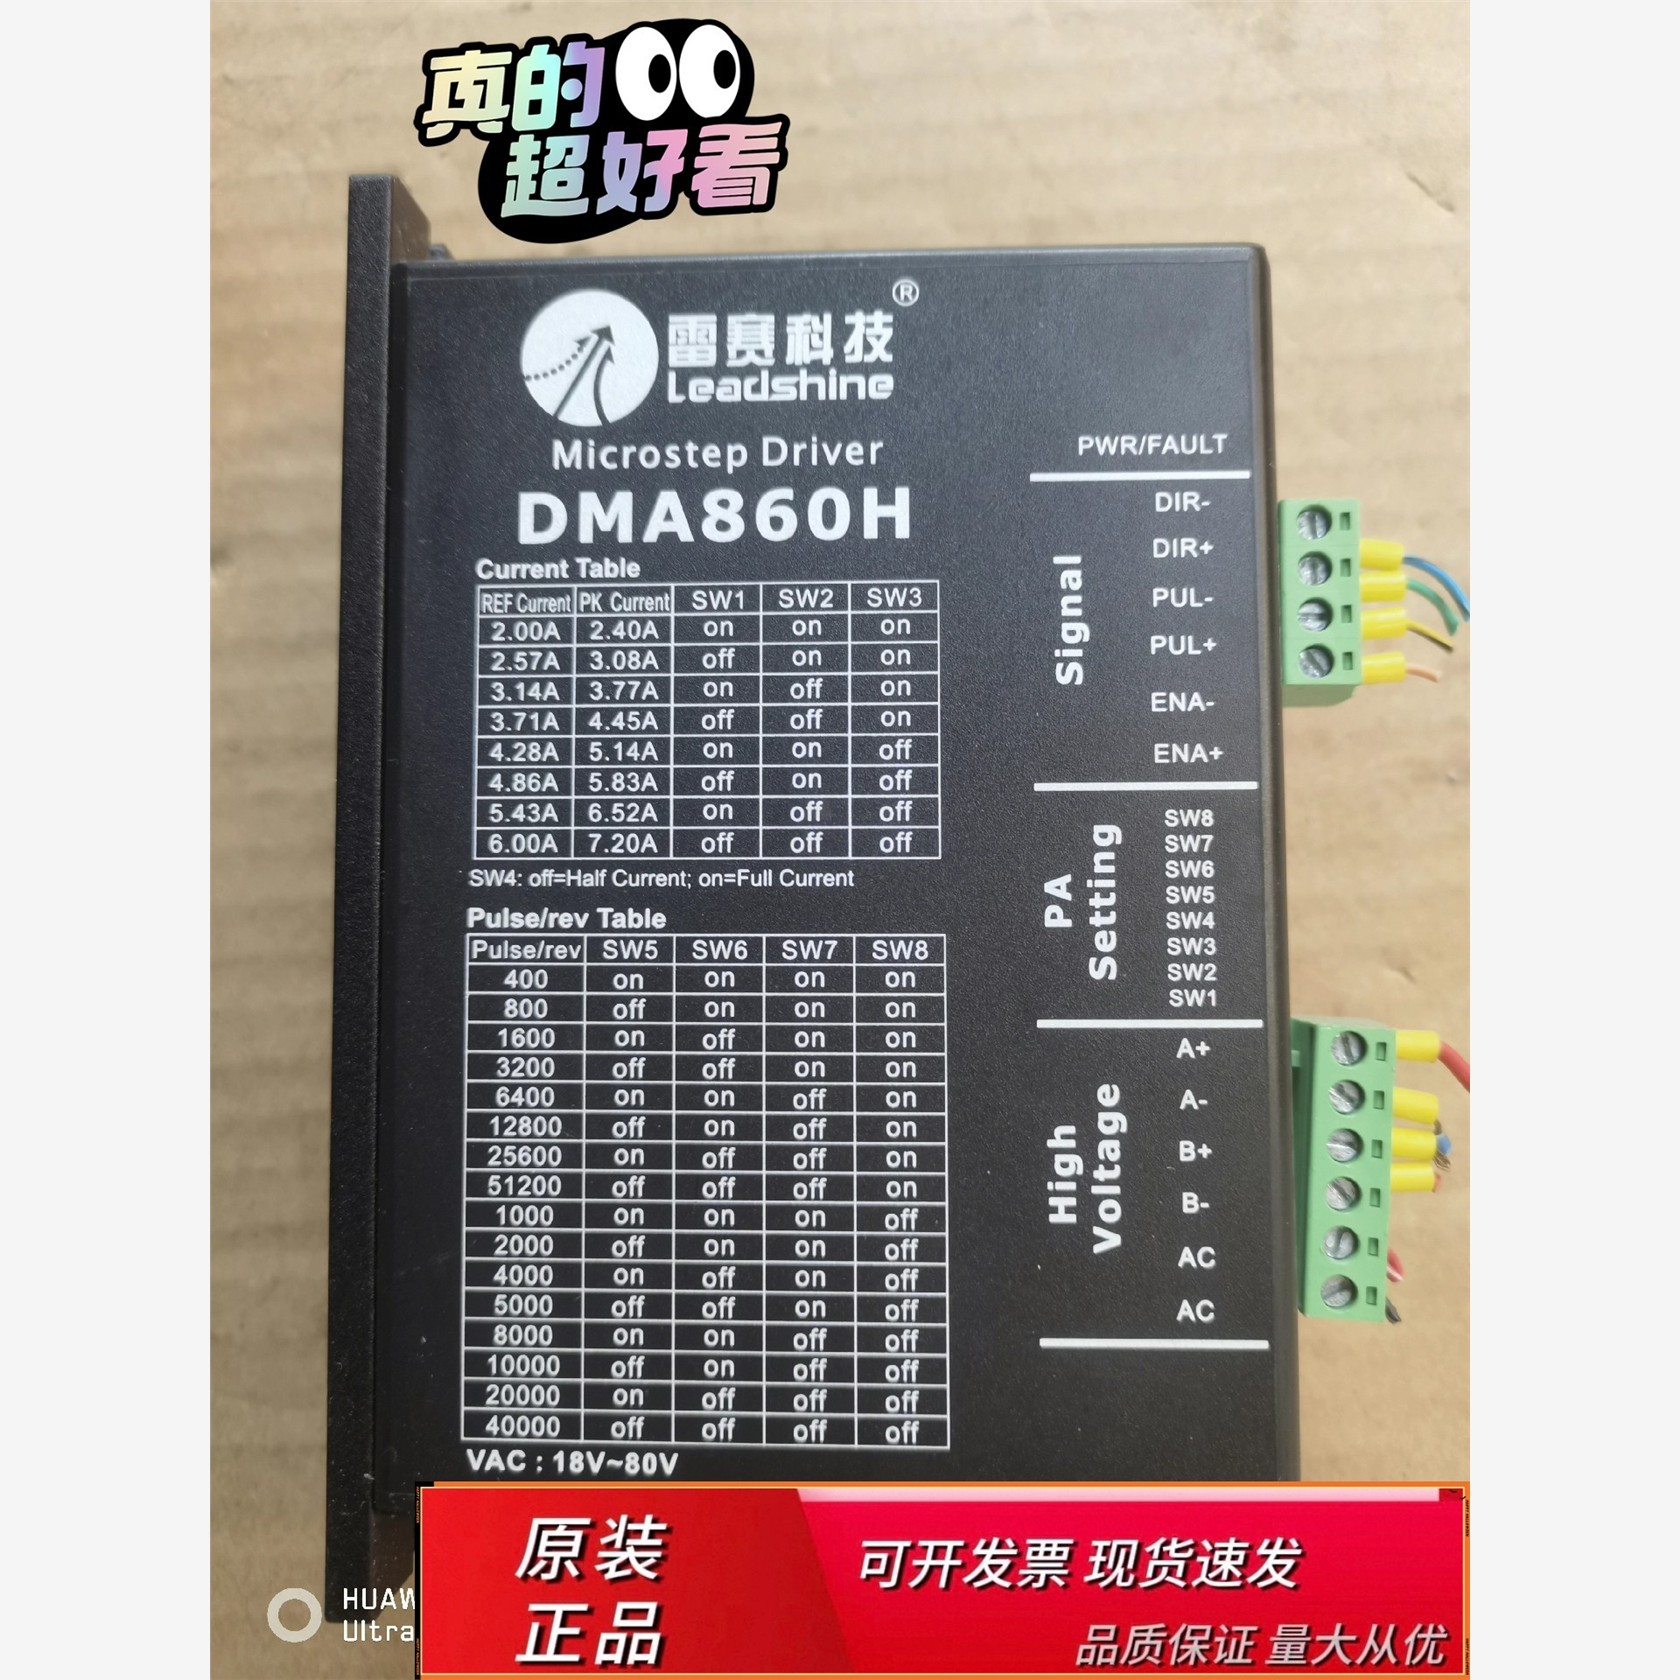 真的
超好看
雷赛科技®
Leadshine
Microstep Driver
DMA860H
Current Table
REF Current PK Current SW1 SW2 SW3
2.00A 2.40A on on on
2.57A 3.08A off on on
3.14A 3.77A on off on
3.71A 4.45A off off on
4.28A 5.14A on on off
4.86A 5.83A off on off
5.43A 6.52A on off off
6.00A 7.20A off off off
SW4: off=Half Current; on=Full Current
Pulse/rev Table
Pulse/rev SW5 SW6 SW7 SW8
400 on on on on
800 off on on on
1600 on off on on
3200 off off on on
6400 on on off on
12800 off on off on
25600 on off off on
51200 off off off on
1000 on on on off
2000 off on on off
4000 on off on off
5000 off off on off
8000 on on off off
10000 off on off off
20000 on off off off
40000 off off off off
VAC : 18V~80V
PWR/FAULT
Signal
DIR-
DIR+
PUL-
PUL+
ENA-
ENA+
PA
Setting
SW8
SW7
SW6
SW5
SW4
SW3
SW2
SW1
High
Voltage
A+
A-
B+
B-
AC
AC
HUAW
Ultra
原装
正品
可开发票 现货速发
品质保证 量大从优